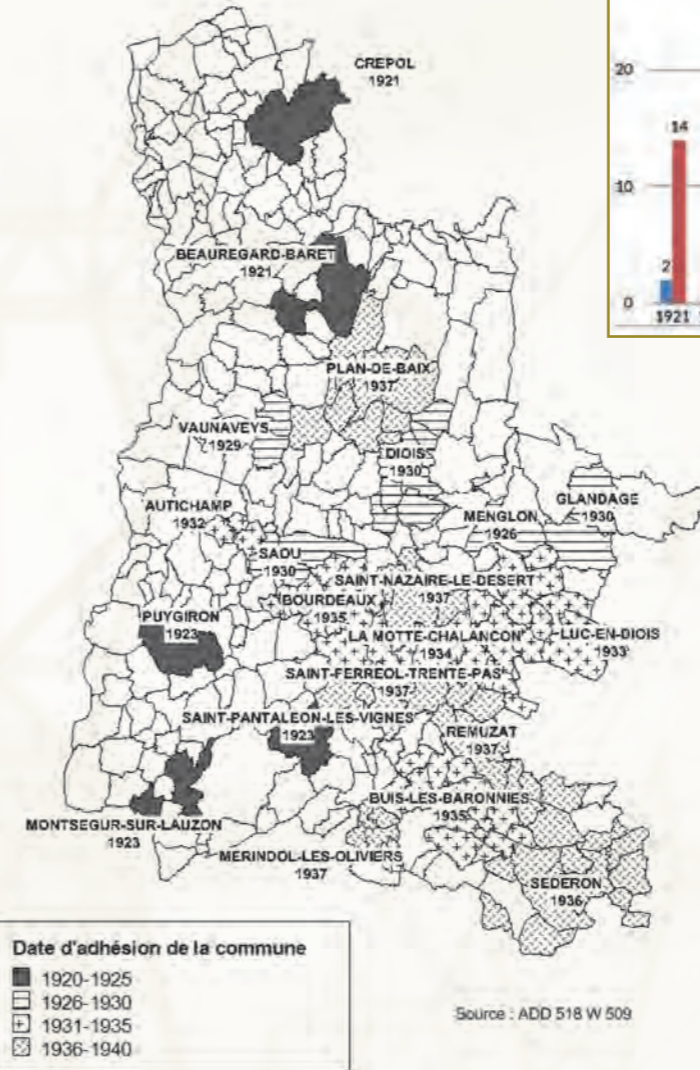 CREPOL
1921
20
14
10
2
0
1921
BEAUREGARD-BARET
1921
PLAN-DE-BAIX
1937
VAUNAVEYS
1929
DIOIS
1930
GLANDAGE
1930
AUTICHAMP
1932
MENGLON
1926
SAOU
1930
SAINT-NAZAIRE-LE-DESERT
1937
BOURDEAUX
1935
PUYGIRON
1923
LA MOTTE-CHALANCON
1934
LUC-EN-DIOIS
1933
SAINT-FERREOL-TRENTE-PAS
1937
SAINT-PANTALEON-LES-VIGNES
1923
REMUZAT
1937
BUIS-LES-BARONNIES
1935
MONTSEGUR-SUR-LAUZON
1923
MERINDOL-LES-OLIVIERS
1937
SEDERON
1936
Date d'adhésion de la commune
1920-1925
1926-1930
1931-1935
1936-1940
Source : ADD 518 W 509